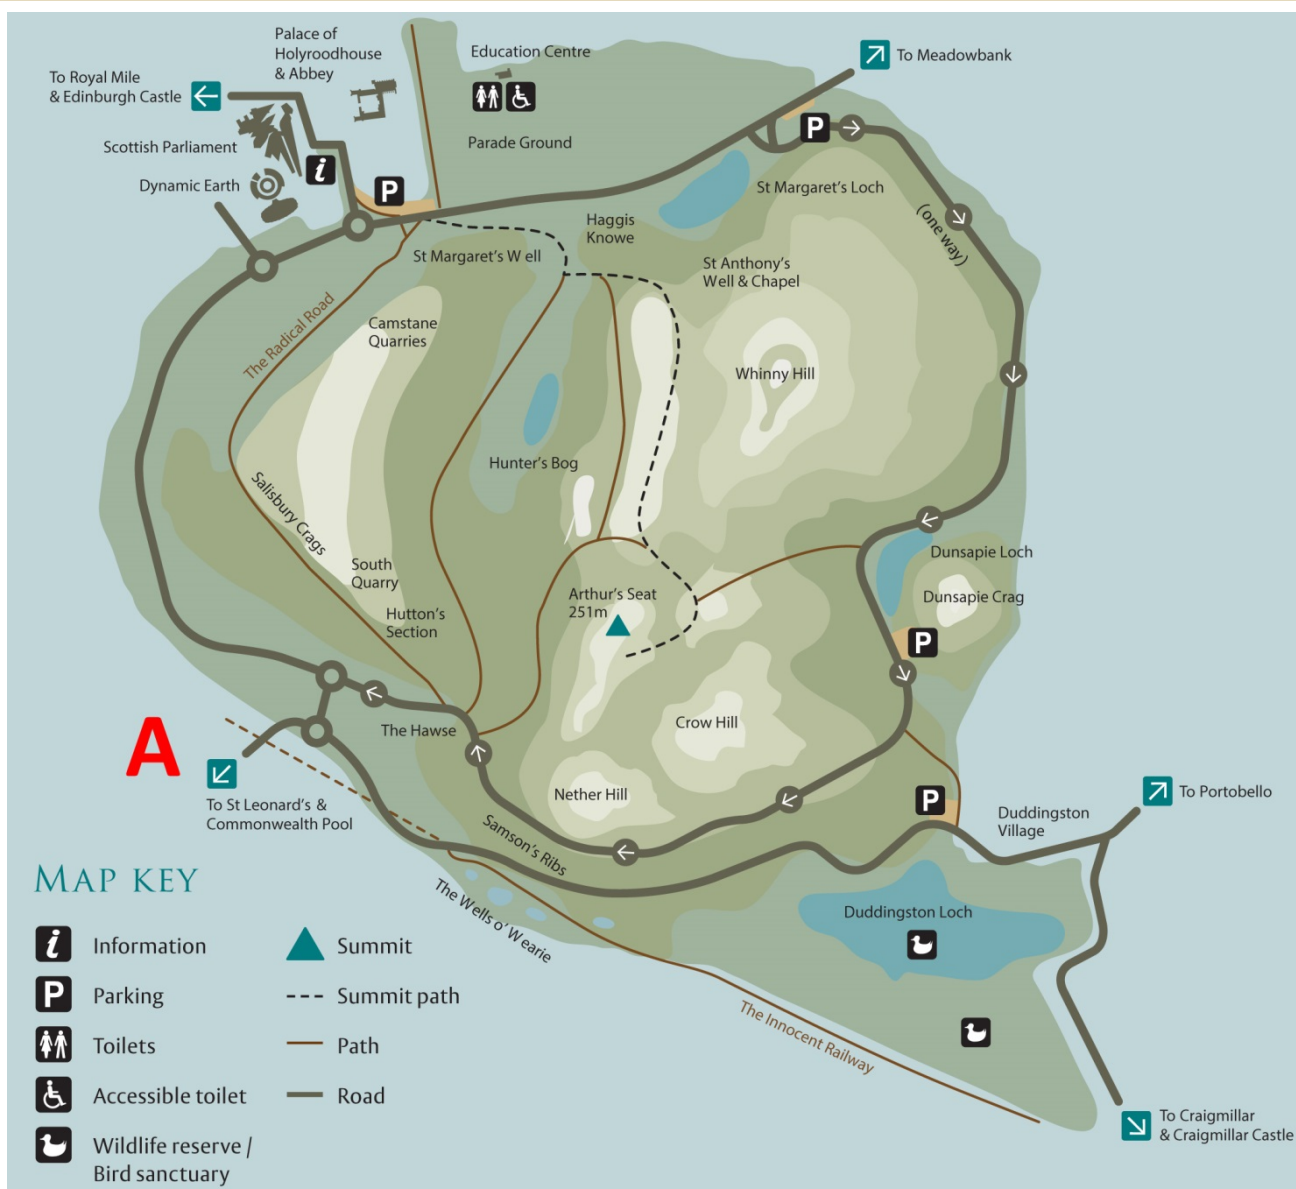 Palace of
Holyroodhouse
& Abbey
Education Centre
To Meadowbank
To Royal Mile
& Edinburgh Castle
P
Scottish Parliament
Parade Ground
i
Dynamic Earth
P
St Margaret's Loch
(one way)
Haggis
Knowe
St Margaret's Well
St Anthony's
Well & Chapel
The Radical Road
Camstane
Quarries
Whinny Hill
Hunter's Bog
Salisbury Crags
Dunsapie Loch
South
Quarry
Arthur's Seat
251m
Dunsapie Crag
Hutton's
Section
P
A
The Hawse
Crow Hill
To St Leonard's &
Commonwealth Pool
Nether Hill
P
To Portobello
Duddingston
Village
Samson's Ribs
The Wells o' Wearie
Duddingston Loch
The Innocent Railway
To Craigmillar
& Craigmillar Castle
MAP KEY
i Information
P Parking
Toilets
Accessible toilet
Wildlife reserve /
Bird sanctuary
Summit
Summit path
Path
Road